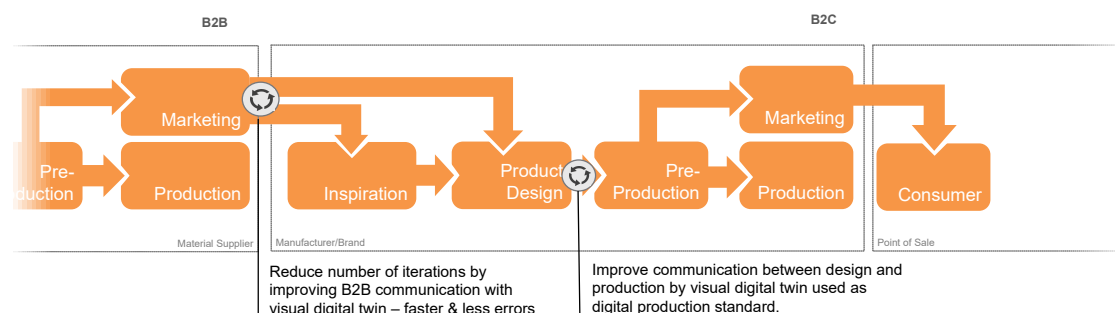 B2B
B2C
Marketing
Marketing
Pre-
Production
Inspiration
Product
Design
Pre-
Production
Production
Consumer
Material Supplier
Manufacturer/Brand
Point of Sale
Reduce number of iterations by
improving B2B communication with
visual digital twin – faster & less errors
Improve communication between design and
production by visual digital twin used as
digital production standard.